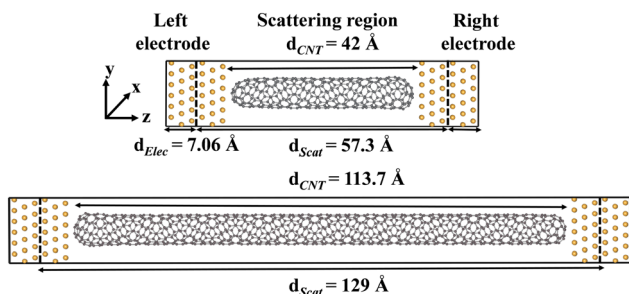 Left electrode
Scattering region
Right electrode
d_CNT = 42 Å
y
x
z
d_Elec = 7.06 Å
d_Scat = 57.3 Å
d_CNT = 113.7 Å
d_Scat = 129 Å